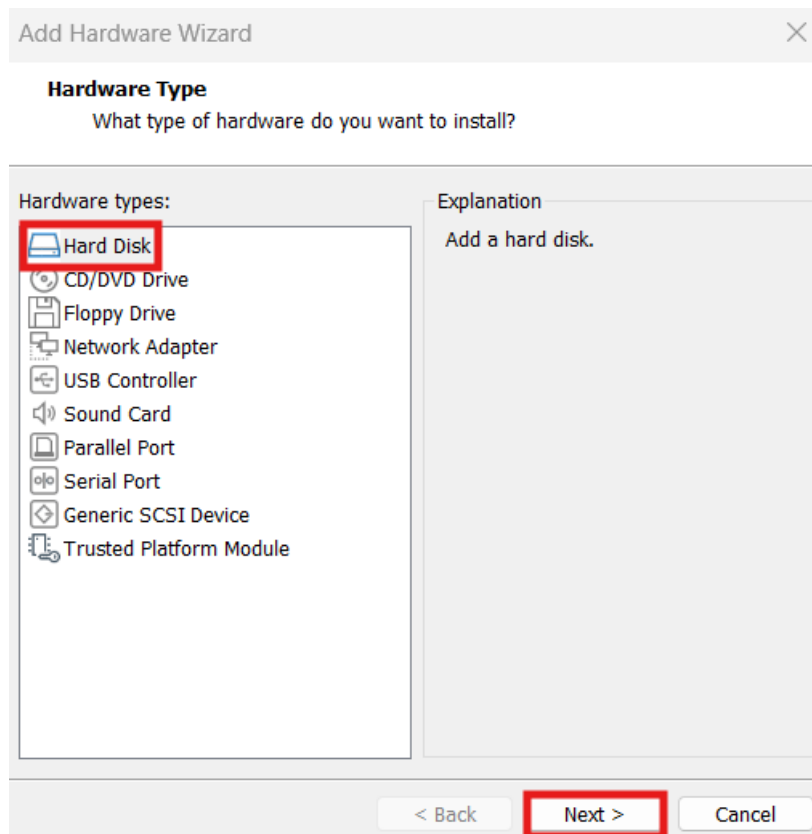 Add Hardware Wizard
Hardware Type
What type of hardware do you want to install?
Hardware types:
Hard Disk
CD/DVD Drive
Floppy Drive
Network Adapter
USB Controller
Sound Card
Parallel Port
Serial Port
Generic SCSI Device
Trusted Platform Module
Explanation
Add a hard disk.
< Back
Next >
Cancel